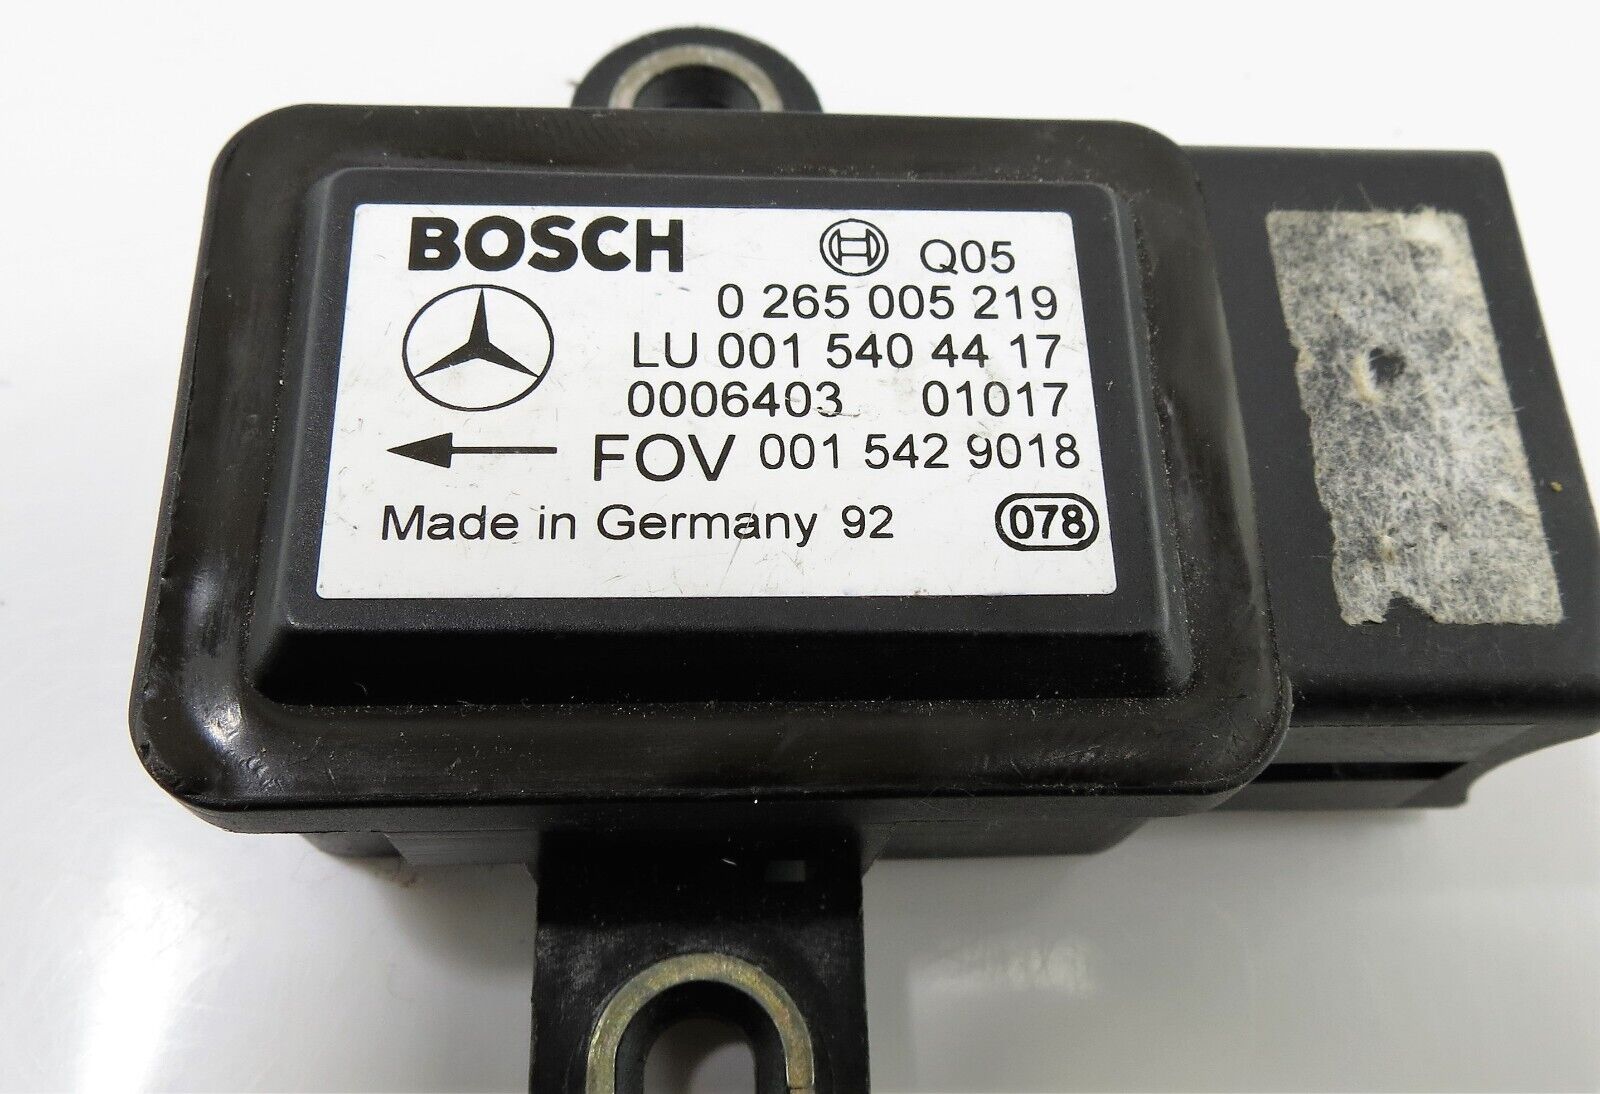 BOSCH Q05
0 265 005 219
LU 001 540 44 17
0006403 01017
FOV 001 542 9018
Made in Germany 92 078